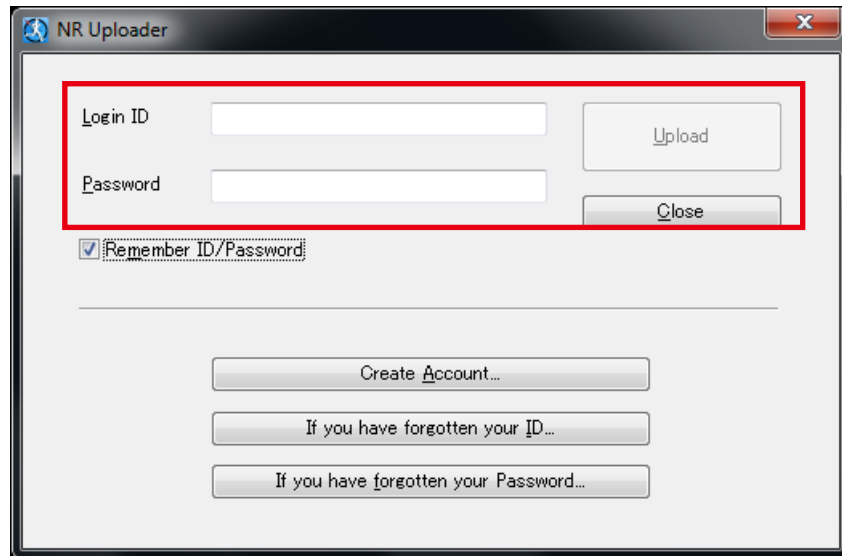 NR Uploader
Login ID
Upload
Password
Close
Remember ID/Password
Create Account...
If you have forgotten your ID...
If you have forgotten your Password...